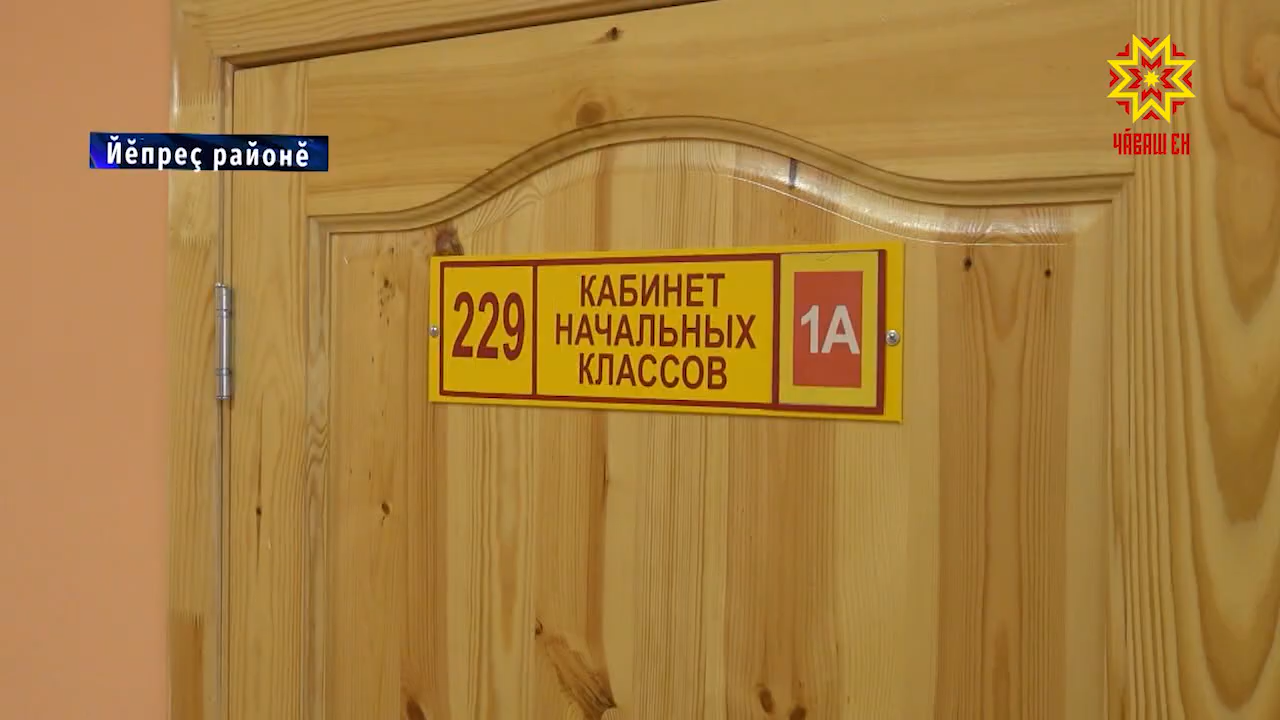 Йӗпреҫ районӗ
ЧӐВАШ ЕН
229
КАБИНЕТ
НАЧАЛЬНЫХ
КЛАССОВ
1А